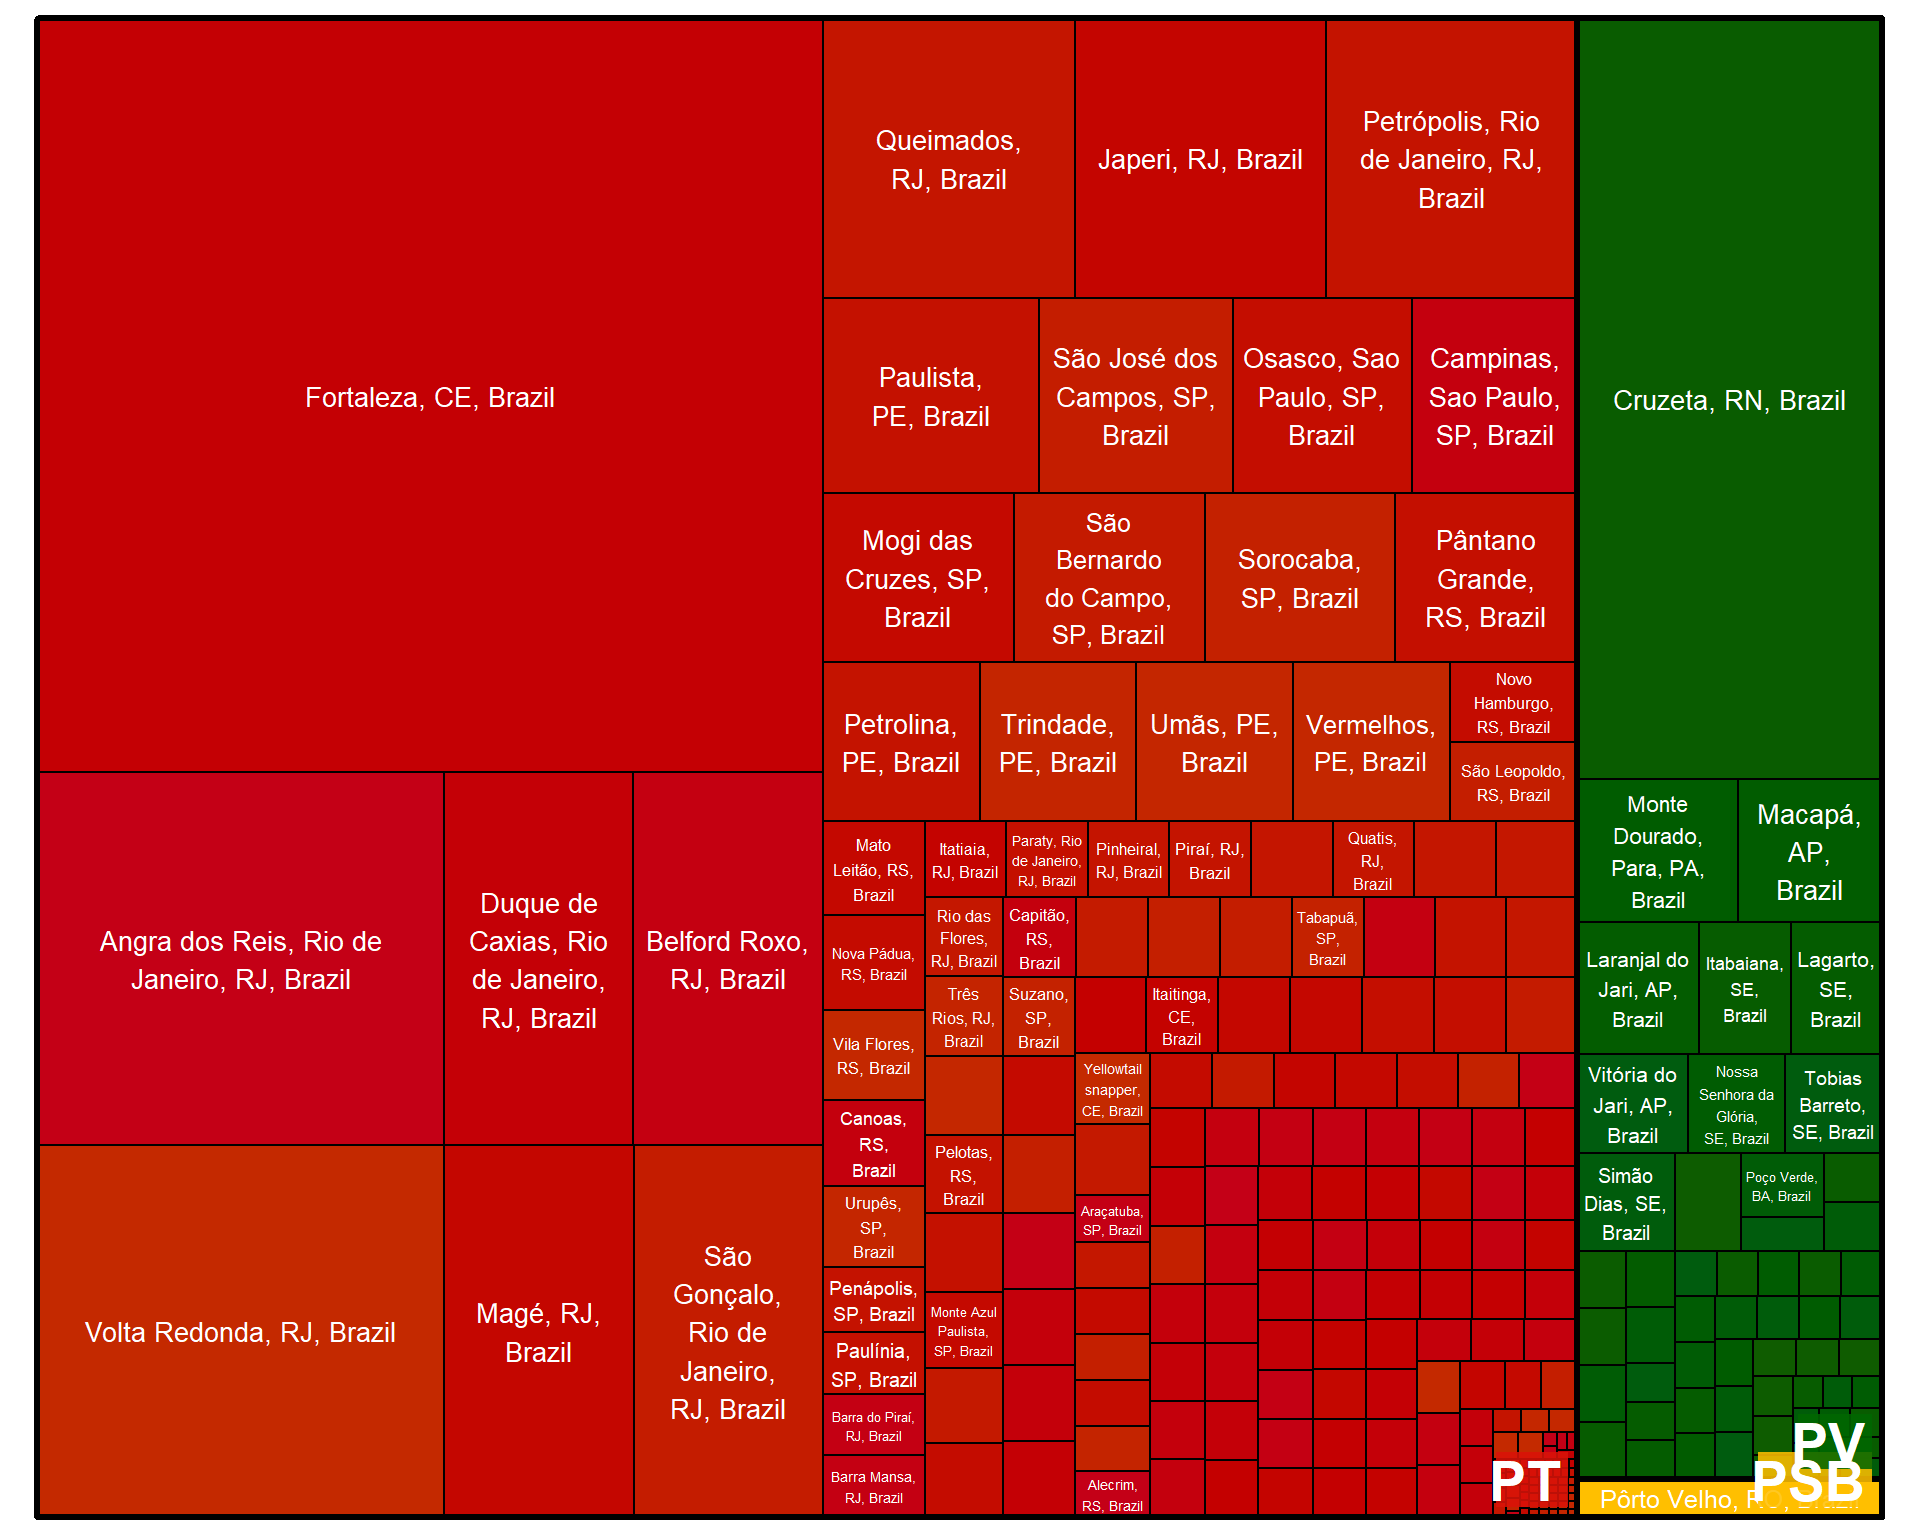 Fortaleza, CE, Brazil
Angra dos Reis, Rio de
Janeiro, RJ, Brazil
Duque de
Caxias, Rio
de Janeiro,
RJ, Brazil
Belford Roxo,
RJ, Brazil
Volta Redonda, RJ, Brazil
Magé, RJ,
Brazil
São
Gonçalo,
Rio de
Janeiro,
RJ, Brazil
Queimados,
RJ, Brazil
Japeri, RJ, Brazil
Petrópolis, Rio
de Janeiro, RJ,
Brazil
Paulista,
PE, Brazil
São José dos
Campos, SP,
Brazil
Osasco, Sao
Paulo, SP,
Brazil
Campinas,
Sao Paulo,
SP, Brazil
Mogi das
Cruzes, SP,
Brazil
São
Bernardo
do Campo,
SP, Brazil
Sorocaba,
SP, Brazil
Pântano
Grande,
RS, Brazil
Petrolina,
PE, Brazil
Trindade,
PE, Brazil
Umãs, PE,
Brazil
Vermelhos,
PE, Brazil
Novo
Hamburgo,
RS, Brazil
São Leopoldo,
RS, Brazil
Mato
Leitão, RS,
Brazil
Nova Pádua,
RS, Brazil
Vila Flores,
RS, Brazil
Canoas,
RS,
Brazil
Urupês,
SP,
Brazil
Penápolis,
SP, Brazil
Paulínia,
SP, Brazil
Barra do Piraí,
RJ, Brazil
Barra Mansa,
RJ, Brazil
Itatiaia,
RJ, Brazil
Paraty, Rio
de Janeiro,
RJ, Brazil
Pinheiral,
RJ, Brazil
Piraí, RJ,
Brazil
Quatis,
RJ,
Brazil
Rio das
Flores,
RJ, Brazil
Capitão,
RS,
Brazil
Tabapuã,
SP,
Brazil
Três
Rios, RJ,
Brazil
Suzano,
SP,
Brazil
Itaitinga,
CE,
Brazil
Yellowtail
snapper,
CE, Brazil
Pelotas,
RS,
Brazil
Araçatuba,
SP, Brazil
Monte Azul
Paulista,
SP, Brazil
Alecrim,
RS, Brazil
PT
Cruzeta, RN, Brazil
Monte
Dourado,
Para, PA,
Brazil
Macapá,
AP,
Brazil
Laranjal do
Jari, AP,
Brazil
Itabaiana,
SE,
Brazil
Lagarto,
SE,
Brazil
Vitória do
Jari, AP,
Brazil
Nossa
Senhora da
Glória,
SE, Brazil
Tobias
Barreto,
SE, Brazil
Simão
Dias, SE,
Brazil
Poço Verde,
BA, Brazil
PV
PSB
Pôrto Velho, RO, Brazil